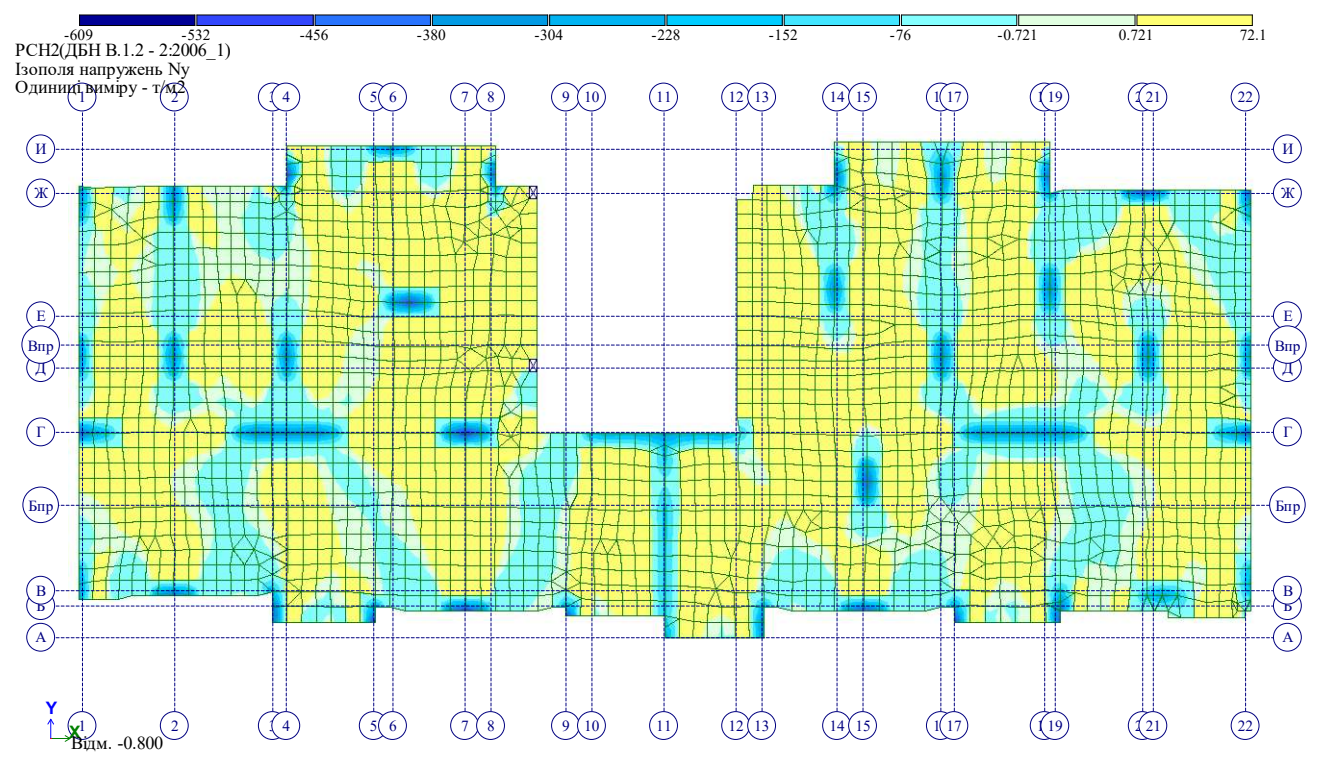 -609 -532 -456 -380 -304 -228 -152 -76 -0.721 0.721 72.1
РСН2(ДБН В.1.2 - 2:2006_1)
Ізополя напружень Ny
Одиниці виміру - т/м2
1 2 4 5 6 7 8 9 10 11 12 13 14 15 17 19 21 22
И И
Ж Ж
Е Е
Впр Впр
Д Д
Г Г
Бпр Бпр
В В
Б Б
А А
Y
X
1 2 4 5 6 7 8 9 10 11 12 13 14 15 17 19 21 22
Відм. -0.800